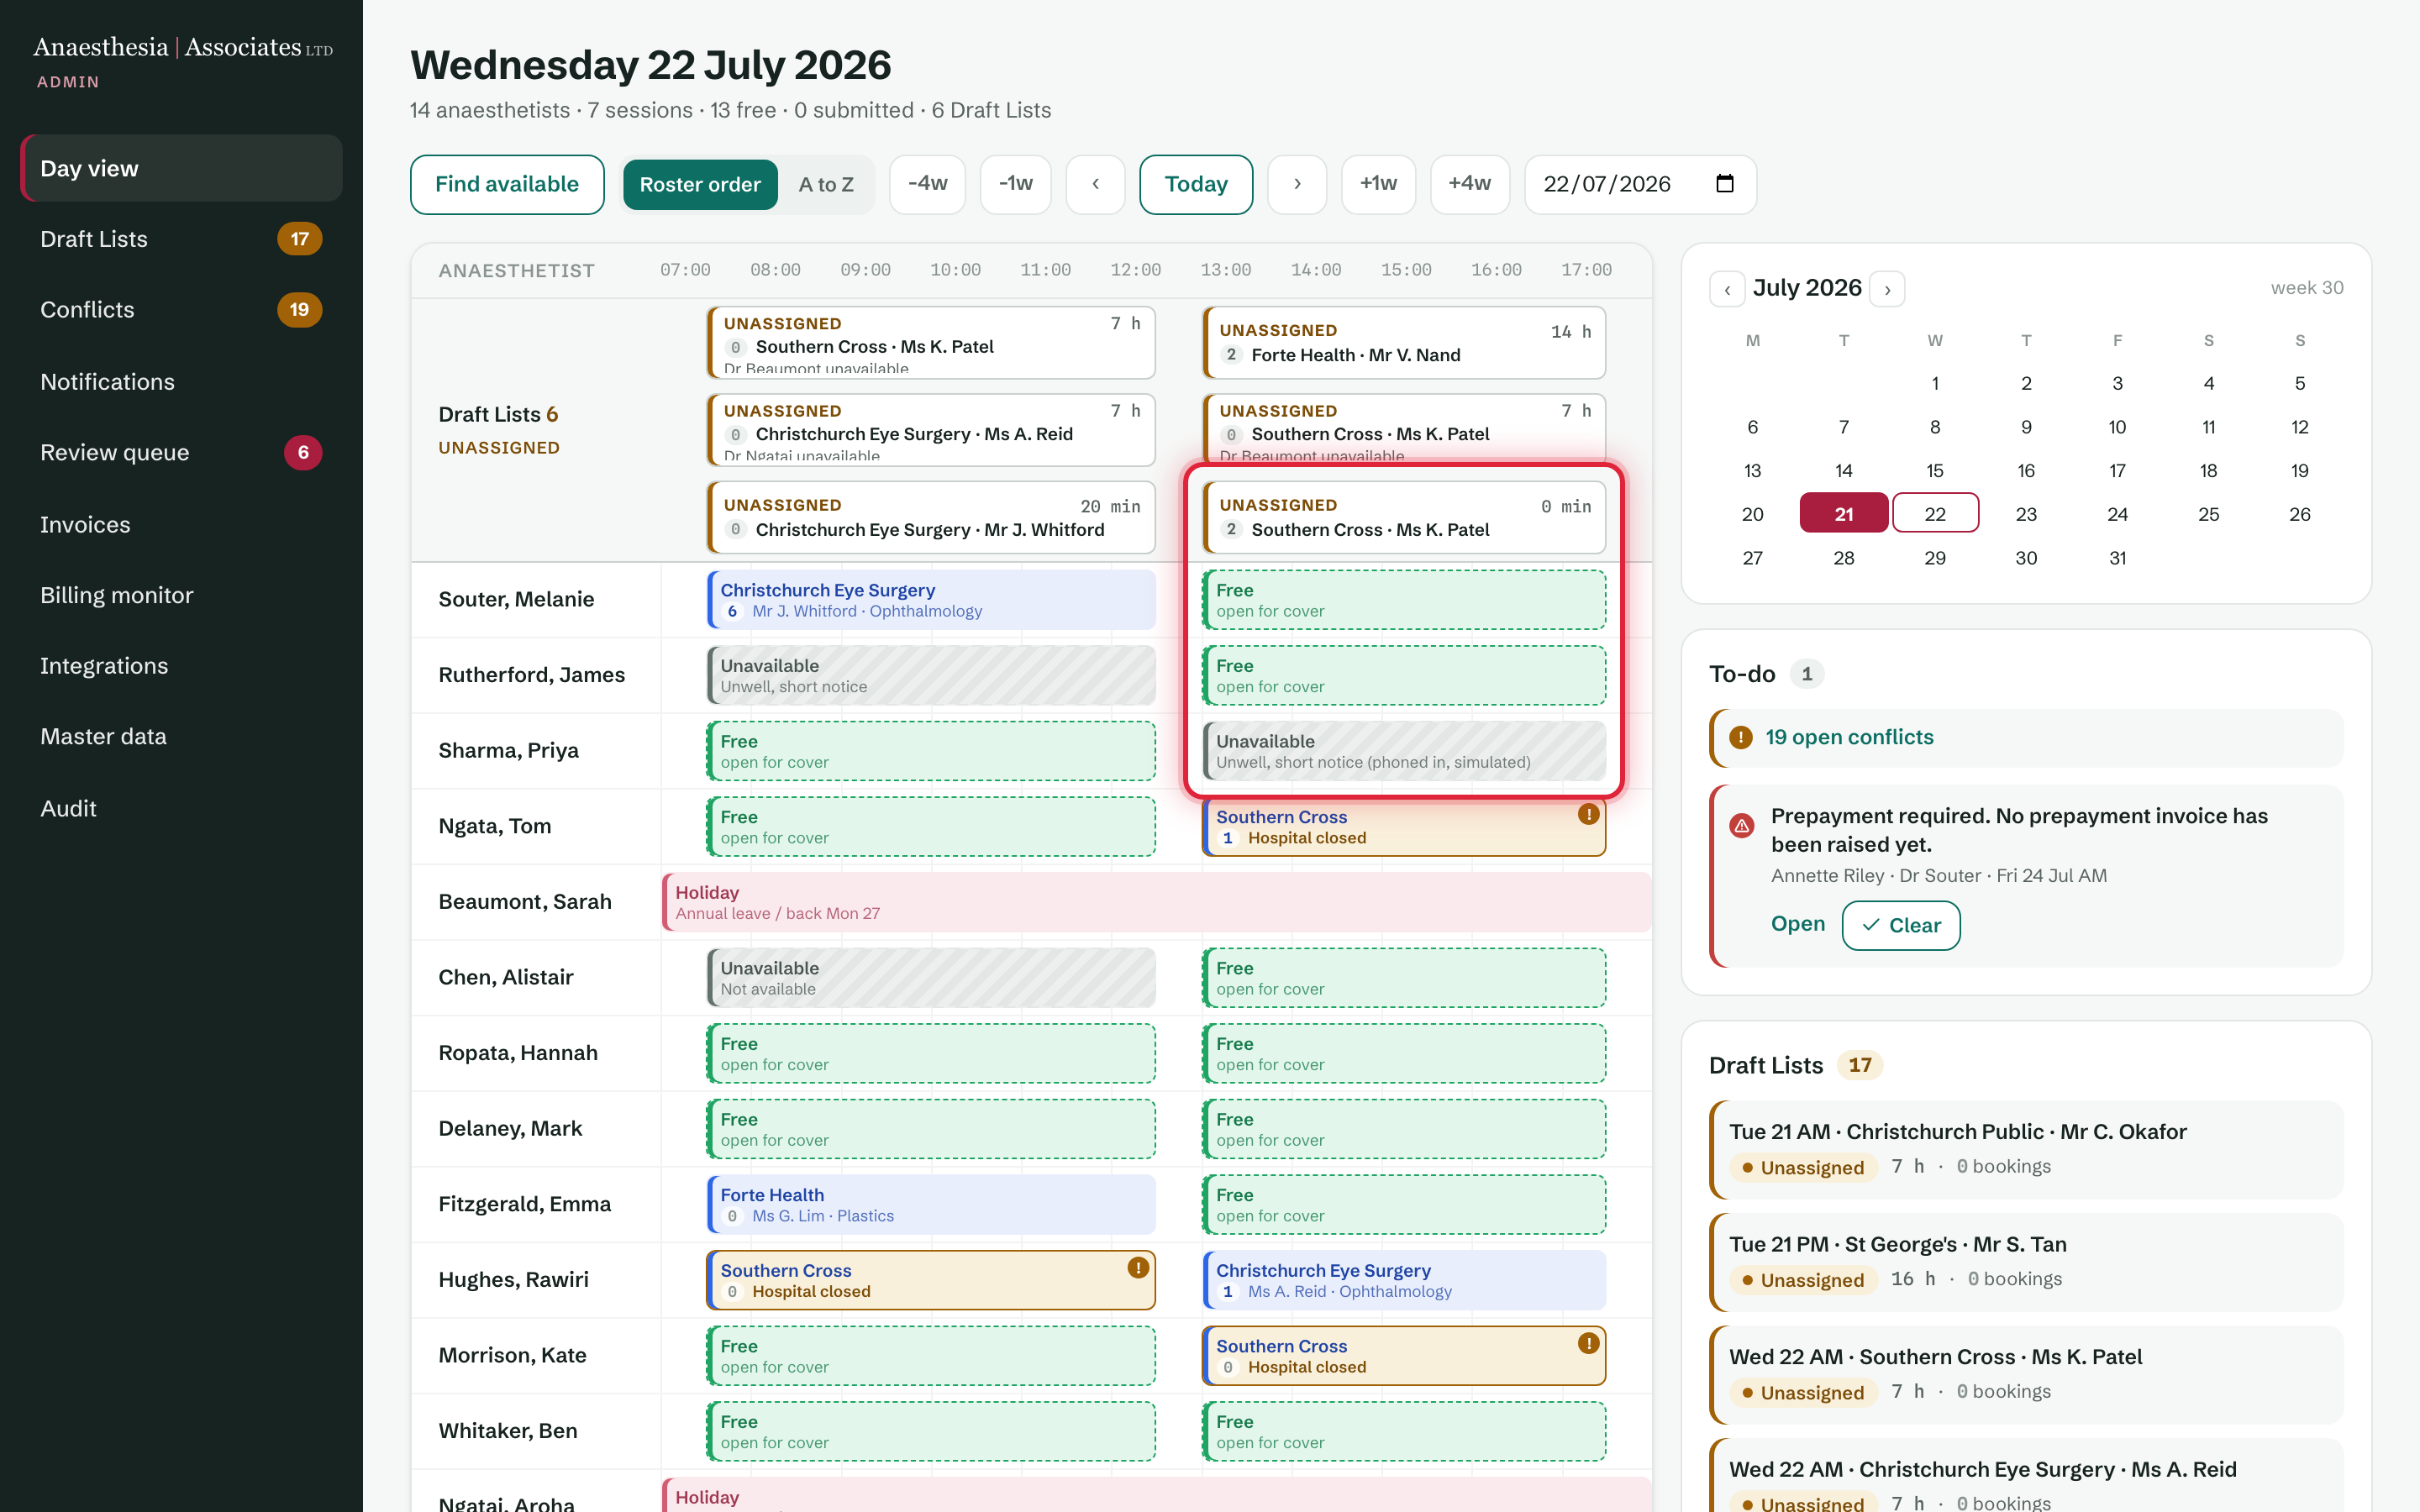 Anaesthesia | Associates LTD
ADMIN
Day view
Draft Lists 17
Conflicts 19
Notifications
Review queue 6
Invoices
Billing monitor
Integrations
Master data
Audit
Wednesday 22 July 2026
14 anaesthetists · 7 sessions · 13 free · 0 submitted · 6 Draft Lists
Find available Roster order A to Z -4w -1w ‹ Today › +1w +4w 22/07/2026
ANAESTHETIST 07:00 08:00 09:00 10:00 11:00 12:00 13:00 14:00 15:00 16:00 17:00
Draft Lists 6
UNASSIGNED
UNASSIGNED 7 h
0 Southern Cross · Ms K. Patel
Dr Beaumont unavailable
UNASSIGNED 14 h
2 Forte Health · Mr V. Nand
UNASSIGNED 7 h
0 Christchurch Eye Surgery · Ms A. Reid
Dr Ngatai unavailable
UNASSIGNED 7 h
0 Southern Cross · Ms K. Patel
Dr Beaumont unavailable
UNASSIGNED 20 min
0 Christchurch Eye Surgery · Mr J. Whitford
UNASSIGNED 0 min
2 Southern Cross · Ms K. Patel
Souter, Melanie
Christchurch Eye Surgery
6 Mr J. Whitford · Ophthalmology
Free
open for cover
Rutherford, James
Unavailable
Unwell, short notice
Free
open for cover
Sharma, Priya
Free
open for cover
Unavailable
Unwell, short notice (phoned in, simulated)
Ngata, Tom
Free
open for cover
Southern Cross !
1 Hospital closed
Beaumont, Sarah
Holiday
Annual leave / back Mon 27
Chen, Alistair
Unavailable
Not available
Free
open for cover
Ropata, Hannah
Free
open for cover
Free
open for cover
Delaney, Mark
Free
open for cover
Free
open for cover
Fitzgerald, Emma
Forte Health
0 Ms G. Lim · Plastics
Free
open for cover
Hughes, Rawiri
Southern Cross !
0 Hospital closed
Christchurch Eye Surgery
1 Ms A. Reid · Ophthalmology
Morrison, Kate
Free
open for cover
Southern Cross !
0 Hospital closed
Whitaker, Ben
Free
open for cover
Free
open for cover
Ngatai, Aroha
Holiday
‹ July 2026 › week 30
M T W T F S S
1 2 3 4 5
6 7 8 9 10 11 12
13 14 15 16 17 18 19
20 21 22 23 24 25 26
27 28 29 30 31
To-do 1
! 19 open conflicts
Prepayment required. No prepayment invoice has
been raised yet.
Annette Riley · Dr Souter · Fri 24 Jul AM
Open ✓ Clear
Draft Lists 17
Tue 21 AM · Christchurch Public · Mr C. Okafor
Unassigned 7 h · 0 bookings
Tue 21 PM · St George's · Mr S. Tan
Unassigned 16 h · 0 bookings
Wed 22 AM · Southern Cross · Ms K. Patel
Unassigned 7 h · 0 bookings
Wed 22 AM · Christchurch Eye Surgery · Ms A. Reid
Unassigned 7 h · 0 bookings